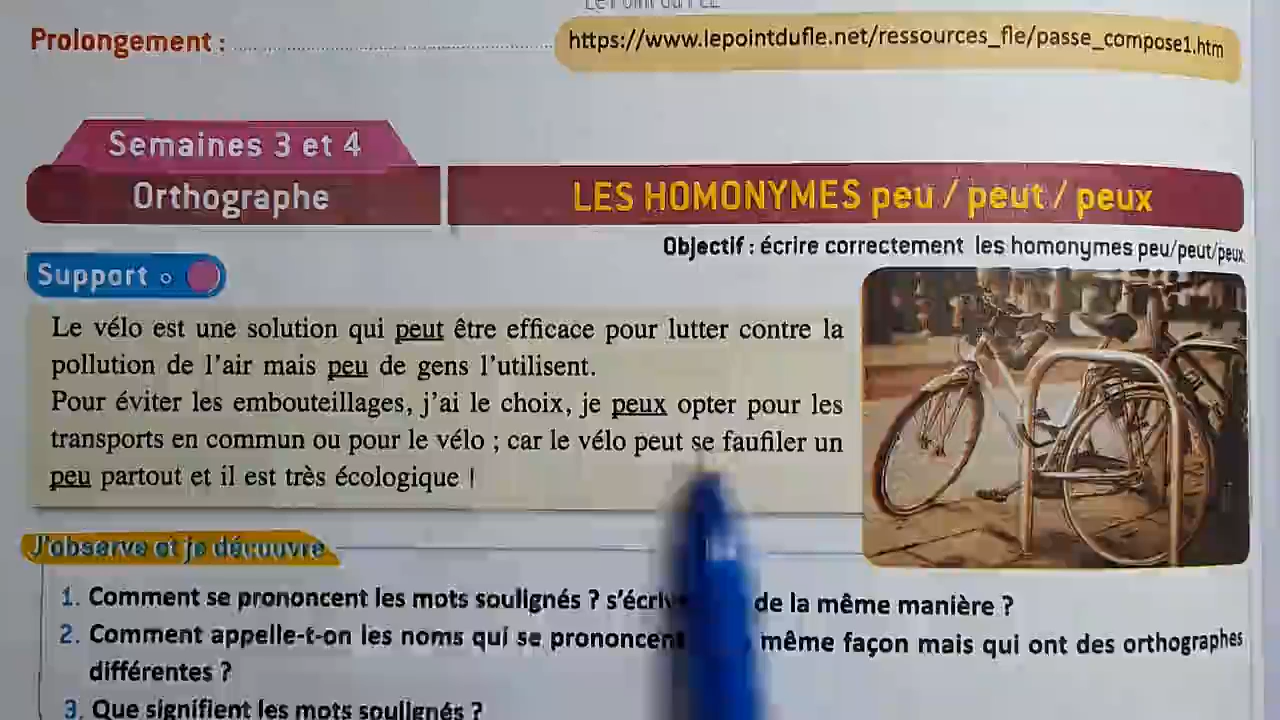 Prolongement :
https://www.lepointdufle.net/ressources_fle/passe_compose1.htm
Semaines 3 et 4
Orthographe
LES HOMONYMES peu / peut / peux
Objectif : écrire correctement les homonymes peu/peut/peux
Support
Le vélo est une solution qui peut être efficace pour lutter contre la
pollution de l'air mais peu de gens l'utilisent.
Pour éviter les embouteillages, j'ai le choix, je peux opter pour les
transports en commun ou pour le vélo ; car le vélo peut se faufiler un
peu partout et il est très écologique !
J'observe et je découvre
1. Comment se prononcent les mots soulignés ? de la même manière ?
2. Comment appelle-t-on les noms qui se prononcent même façon mais qui ont des orthographes
différentes ?
3. Que signifient les mots soulignés ?